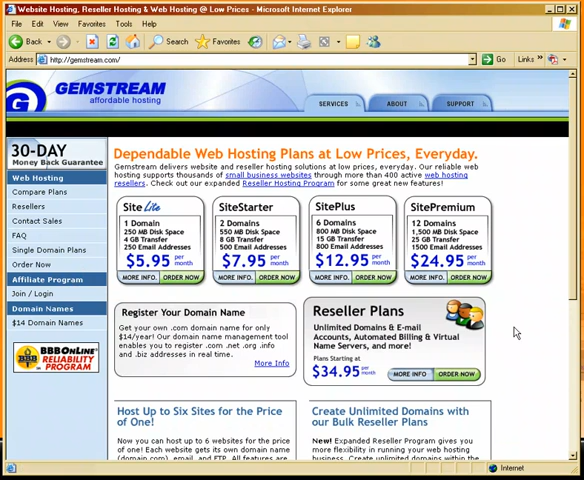 Website Hosting, Reseller Hosting & Web Hosting @ Low Prices - Microsoft Internet Explorer
File Edit View Favorites Tools Help
Back Search Favorites
Address http://gemstream.com/ Go Links »
GEMSTREAM
affordable hosting
SERVICES ABOUT SUPPORT
30-DAY
Money Back Guarantee
Web Hosting
Compare Plans
Resellers
Contact Sales
FAQ
Single Domain Plans
Order Now
Affiliate Program
Join / Login
Domain Names
$14 Domain Names
BBBOnLine
RELIABILITY
PROGRAM
Dependable Web Hosting Plans at Low Prices, Everyday.
Gemstream delivers website and reseller hosting solutions at low prices, everyday. Our reliable web
hosting supports thousands of small business websites through more than 400 active web hosting
resellers. Check out our expanded Reseller Hosting Program for some great new features!
Site Lite
1 Domain
250 MB Disk Space
4 GB Transfer
250 Email Addresses
$5.95 per month
MORE INFO. ORDER NOW
SiteStarter
2 Domains
550 MB Disk Space
8 GB Transfer
500 Email Addresses
$7.95 per month
MORE INFO. ORDER NOW
SitePlus
6 Domains
800 MB Disk Space
15 GB Transfer
800 Email Addresses
$12.95 per month
MORE INFO. ORDER NOW
SitePremium
12 Domains
1,500 MB Disk Space
25 GB Transfer
1500 Email Addresses
$24.95 per month
MORE INFO. ORDER NOW
Register Your Domain Name
Get your own .com domain name for only
$14/year! Our domain name management tool
enables you to register .com .net .org .info
and .biz addresses in real time.
More Info
Reseller Plans
Unlimited Domains & E-mail
Accounts, Automated Billing & Virtual
Name Servers, and more!
Plans Starting at
$34.95 per month
MORE INFO ORDER NOW
Host Up to Six Sites for the Price
of One!
Now you can host up to 6 websites for the price
of one! Each website gets its own domain name
(domain.com), email, and FTP. All features are
Create Unlimited Domains with
our Bulk Reseller Plans
New! Expanded Reseller Program gives you
more flexibility in running your web hosting
business. Create unlimited domains within the
Internet